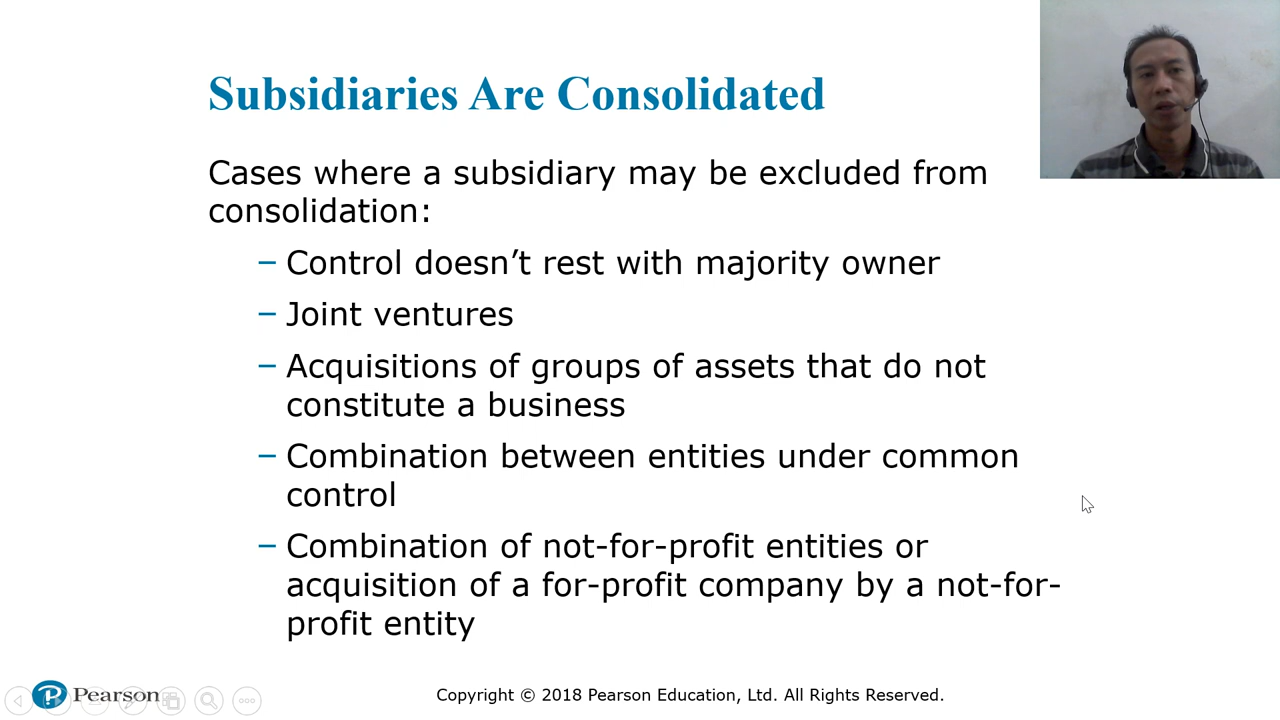 Subsidiaries Are Consolidated
Cases where a subsidiary may be excluded from
consolidation:
– Control doesn’t rest with majority owner
– Joint ventures
– Acquisitions of groups of assets that do not
constitute a business
– Combination between entities under common
control
– Combination of not-for-profit entities or
acquisition of a for-profit company by a not-for-
profit entity
Pearson
Copyright © 2018 Pearson Education, Ltd. All Rights Reserved.